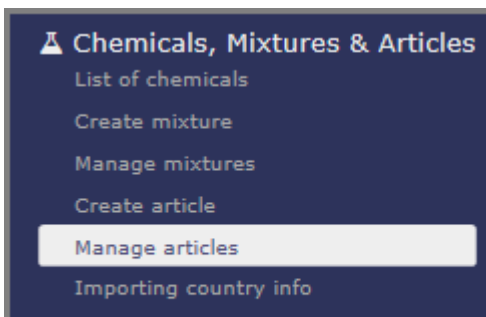 Chemicals, Mixtures & Articles
List of chemicals
Create mixture
Manage mixtures
Create article
Manage articles
Importing country info